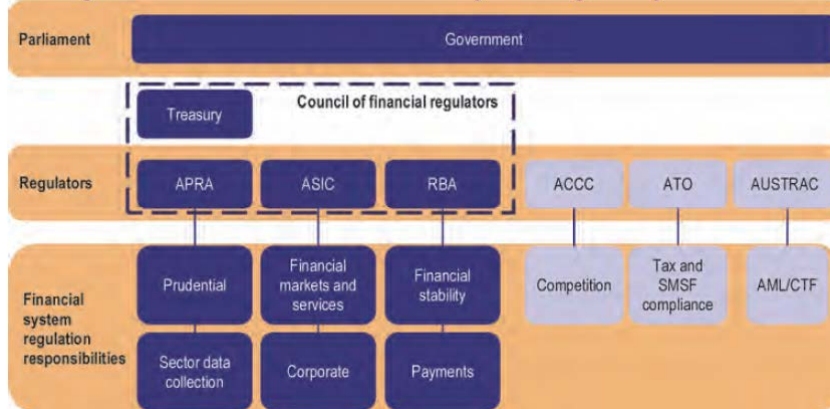 Parliament
Government
Council of financial regulators
Treasury
Regulators
APRA
ASIC
RBA
ACCC
ATO
AUSTRAC
Financial
system
regulation
responsibilities
Prudential
Financial
markets and
services
Financial
stability
Competition
Tax and
SMSF
compliance
AML/CTF
Sector data
collection
Corporate
Payments